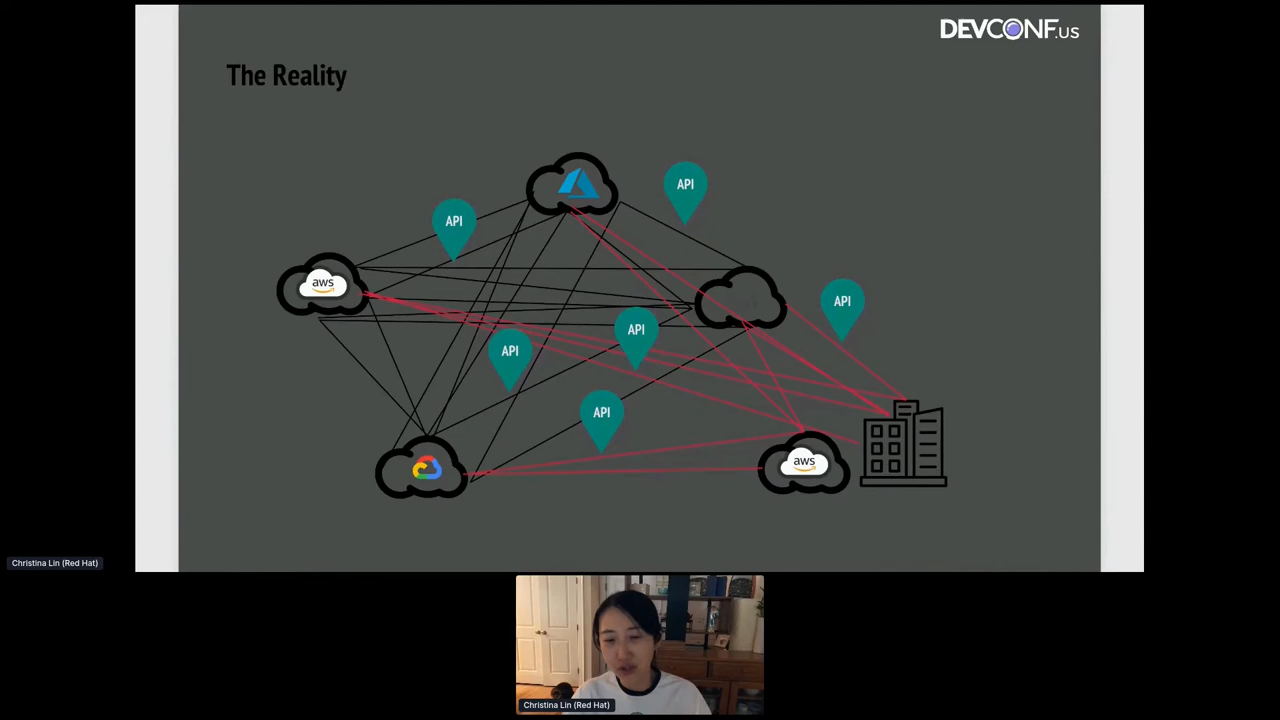 DEVCONF.us
The Reality
API
API
aws
API
API
API
API
aws
Christina Lin (Red Hat)
Christina Lin (Red Hat)